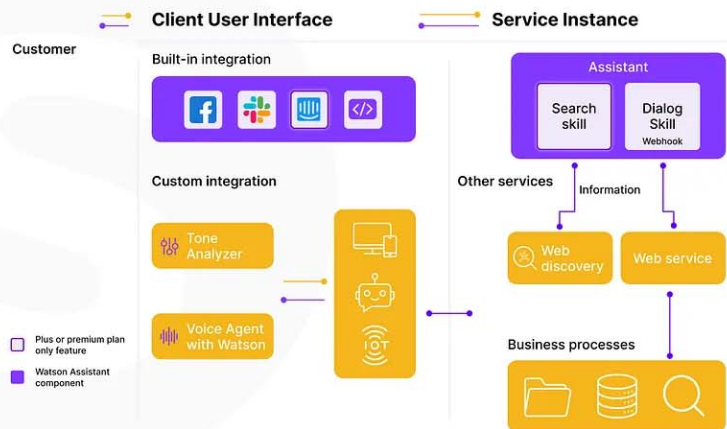 Client User Interface
Service Instance
Customer
Built-in integration
Assistant
Search
skill
Dialog
Skill
Webhook
Custom integration
Other services
Information
Tone
Analyzer
Web
discovery
Web service
Voice Agent
with Watson
IOT
Plus or premium plan
only feature
Watson Assistant
component
Business processes